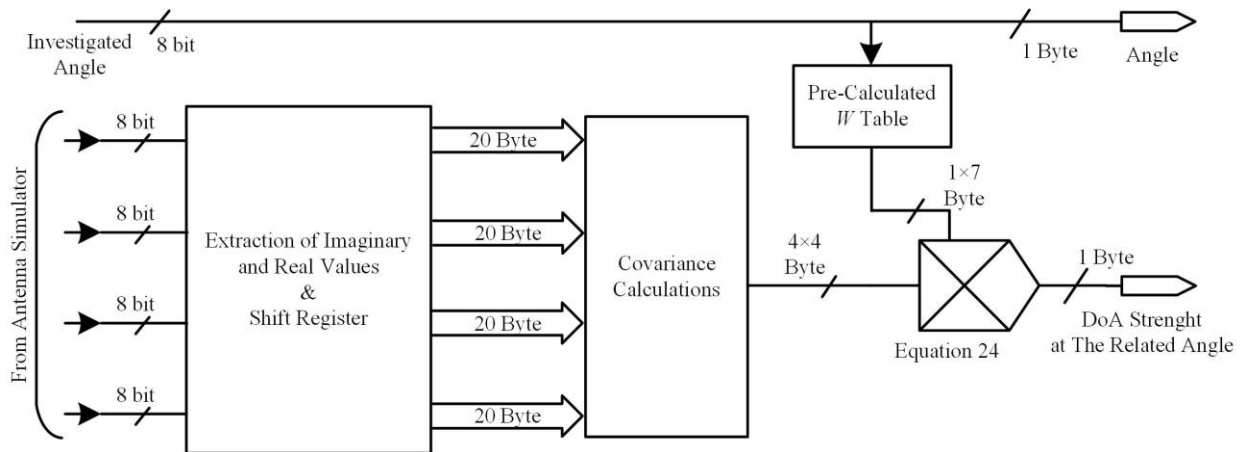 Investigated
Angle
8 bit
1 Byte
Angle
Pre-Calculated
W Table
1×7
Byte
From Antenna Simulator
8 bit
8 bit
8 bit
8 bit
Extraction of Imaginary
and Real Values
&
Shift Register
20 Byte
20 Byte
20 Byte
20 Byte
Covariance
Calculations
4×4
Byte
Equation 24
1 Byte
DoA Strenght
at The Related Angle